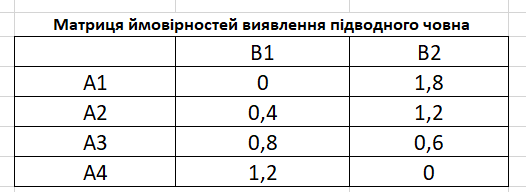 Матриця ймовірностей виявлення підводного човна
B1 B2
A1 0 1,8
A2 0,4 1,2
A3 0,8 0,6
A4 1,2 0